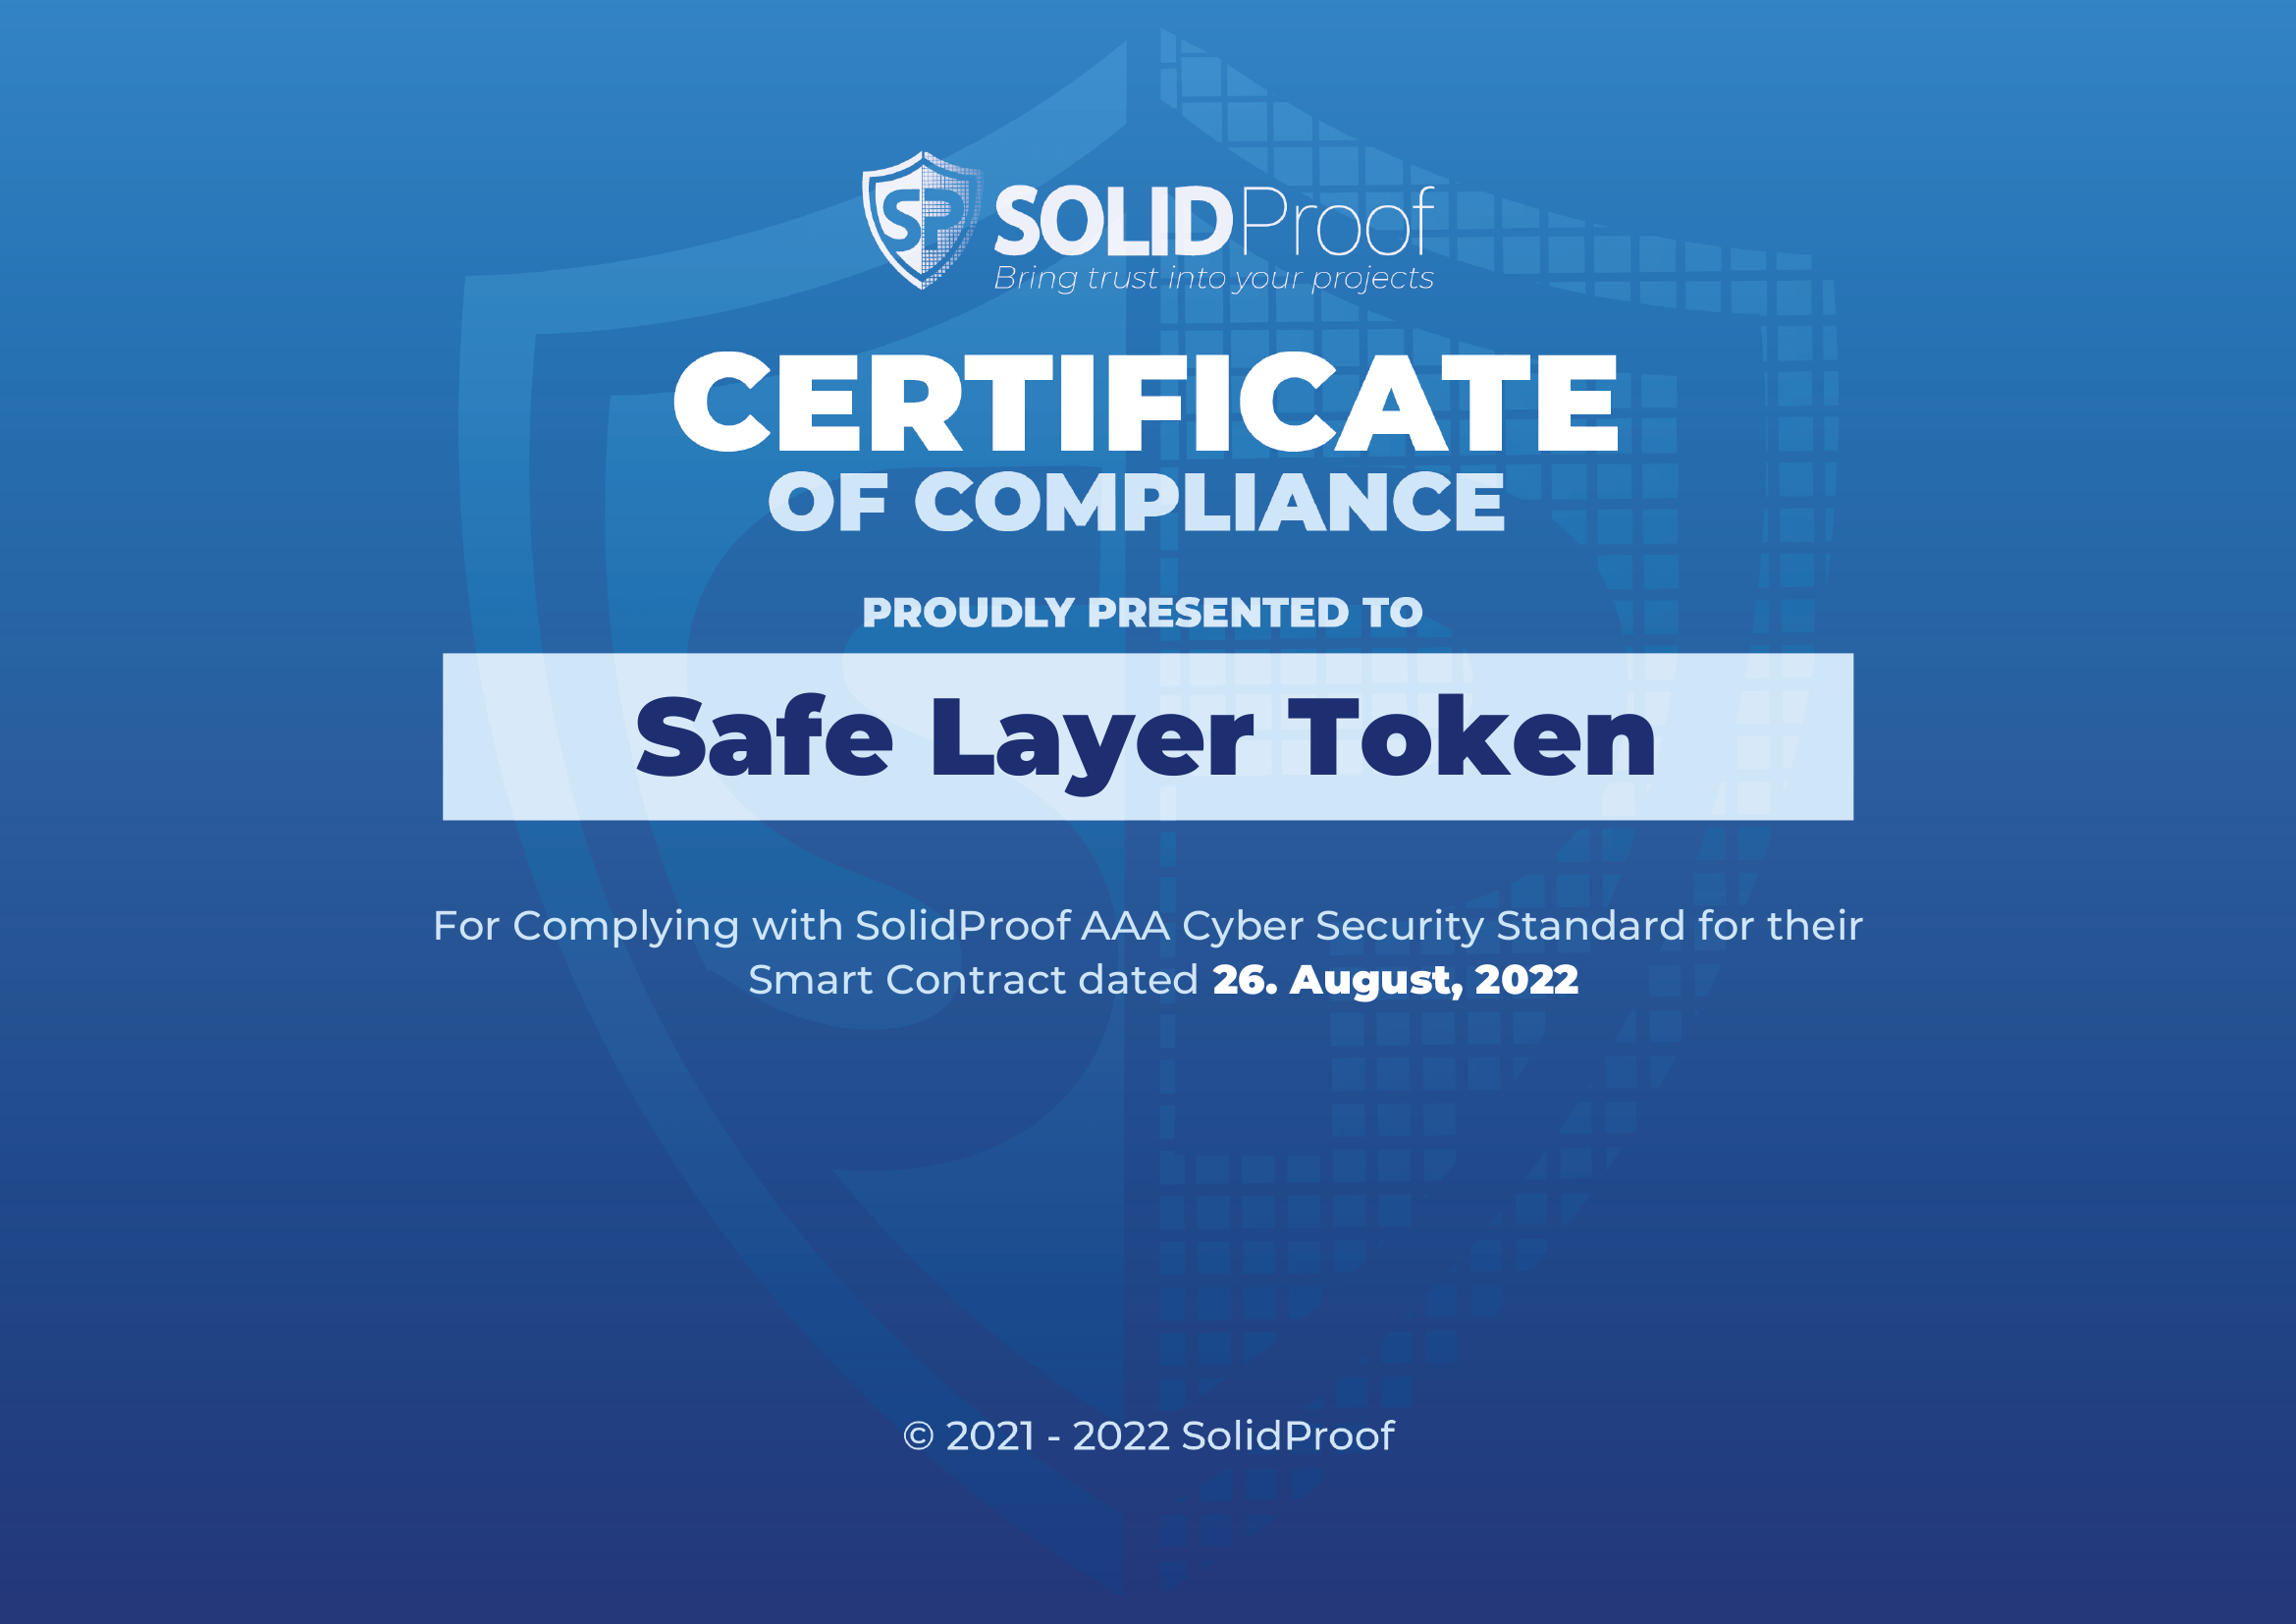 SP SOLIDProof
Bring trust into your projects
CERTIFICATE
OF COMPLIANCE
PROUDLY PRESENTED TO
Safe Layer Token
For Complying with SolidProof AAA Cyber Security Standard for their
Smart Contract dated 26. August, 2022
© 2021 - 2022 SolidProof